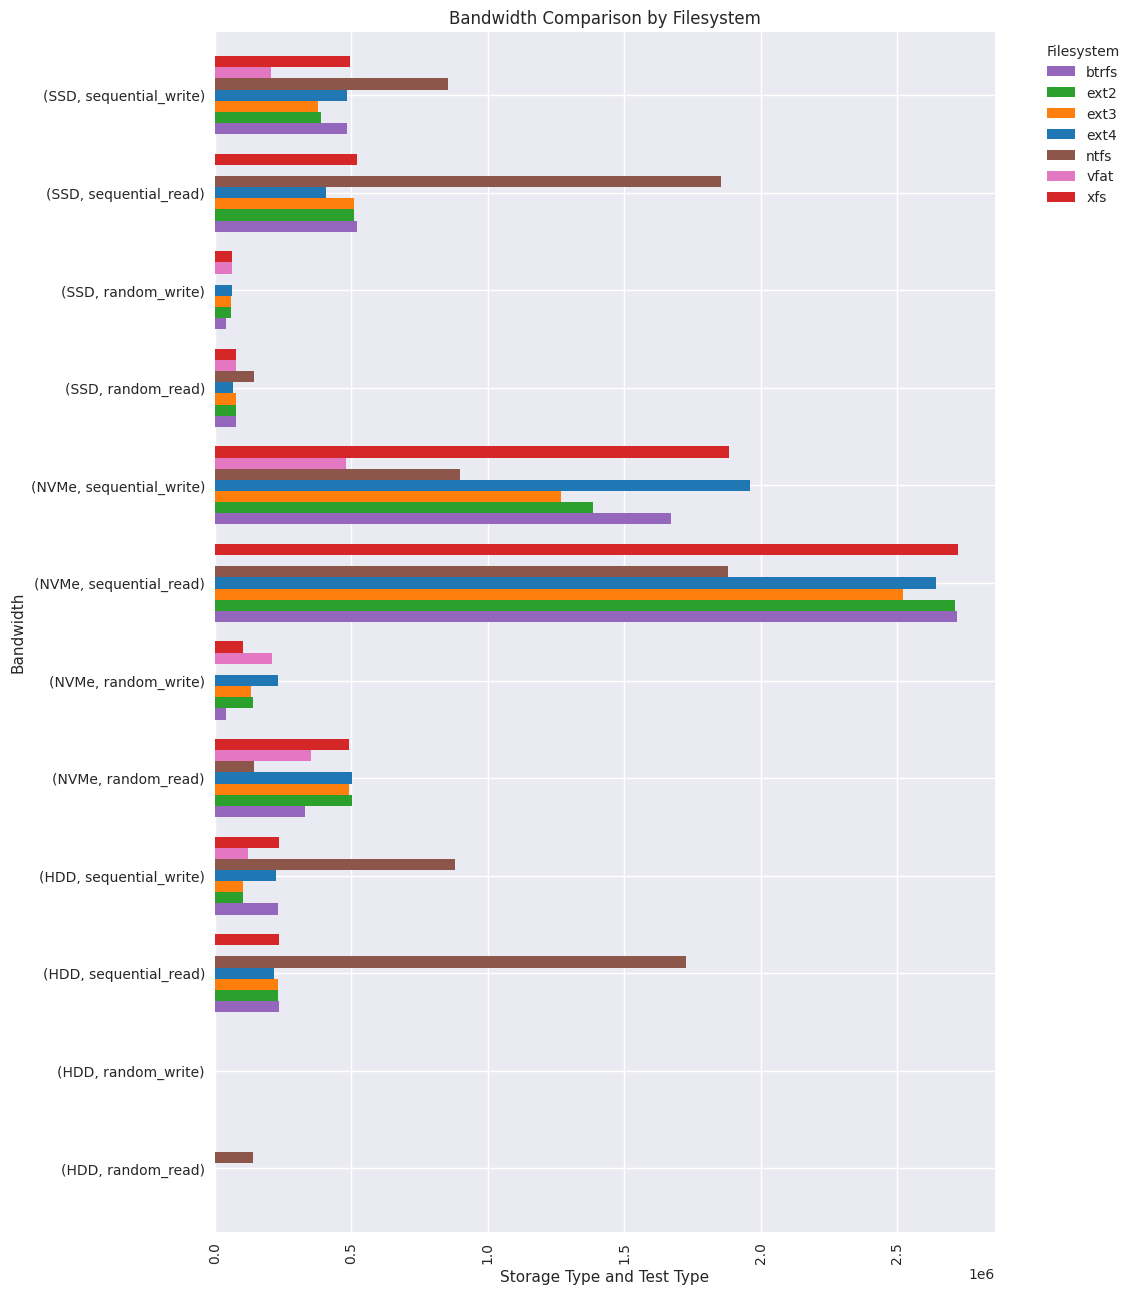 Bandwidth Comparison by Filesystem
Filesystem
btrfs
ext2
ext3
ext4
ntfs
vfat
xfs
(SSD, sequential_write)
(SSD, sequential_read)
(SSD, random_write)
(SSD, random_read)
(NVMe, sequential_write)
(NVMe, sequential_read)
(NVMe, random_write)
(NVMe, random_read)
(HDD, sequential_write)
(HDD, sequential_read)
(HDD, random_write)
(HDD, random_read)
Bandwidth
0.0
0.5
1.0
1.5
2.0
2.5
1e6
Storage Type and Test Type